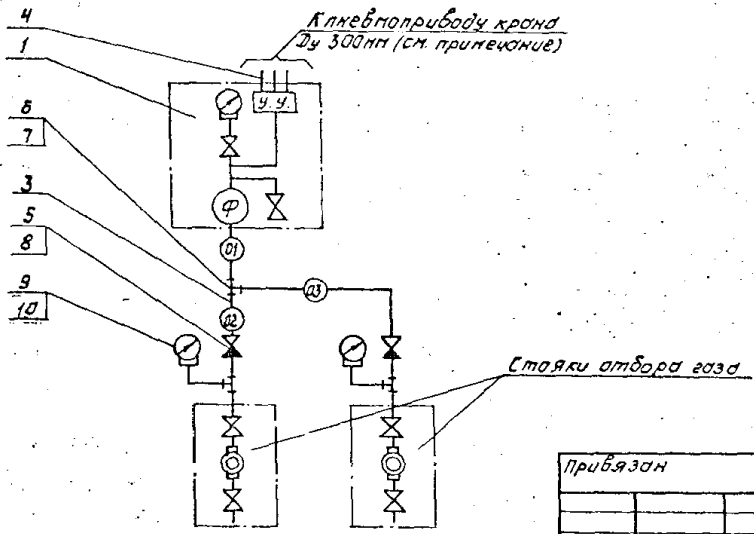 4
К пневмоприводу крана
Ду 300мм (см. примечание)
1
У. У.
6
7
3
Ф
5
8
01
03
9
10
02
Стояки отбора газа
Привязан